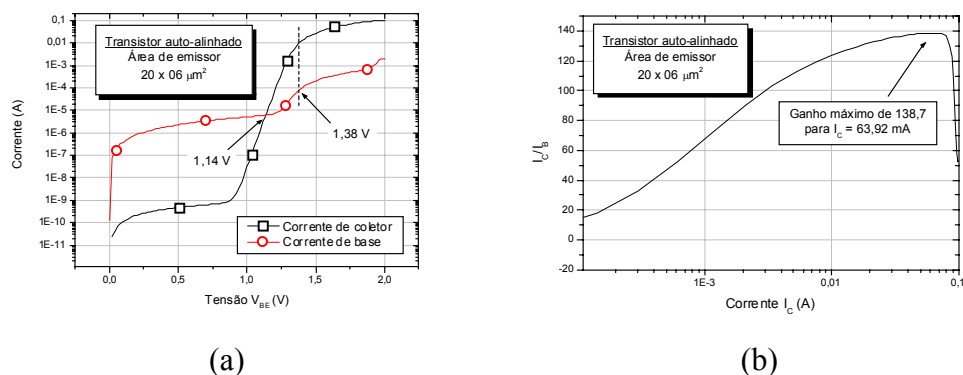 Transistor auto-alinhado
Área de emissor
20 x 06 μm²
Corrente (A)
0,1
0,01
1E-3
1E-4
1E-5
1E-6
1E-7
1E-8
1E-9
1E-10
1E-11
1,38 V
1,14 V
Corrente de coletor
Corrente de base
0,0
0,5
1,0
1,5
2,0
Tensão V_BE (V)
(a)
Transistor auto-alinhado
Área de emissor
20 x 06 μm²
I_C/I_B
140
120
100
80
60
40
20
0
-20
Ganho máximo de 138,7
para I_C = 63,92 mA
1E-3
0,01
0,1
Corrente I_C (A)
(b)